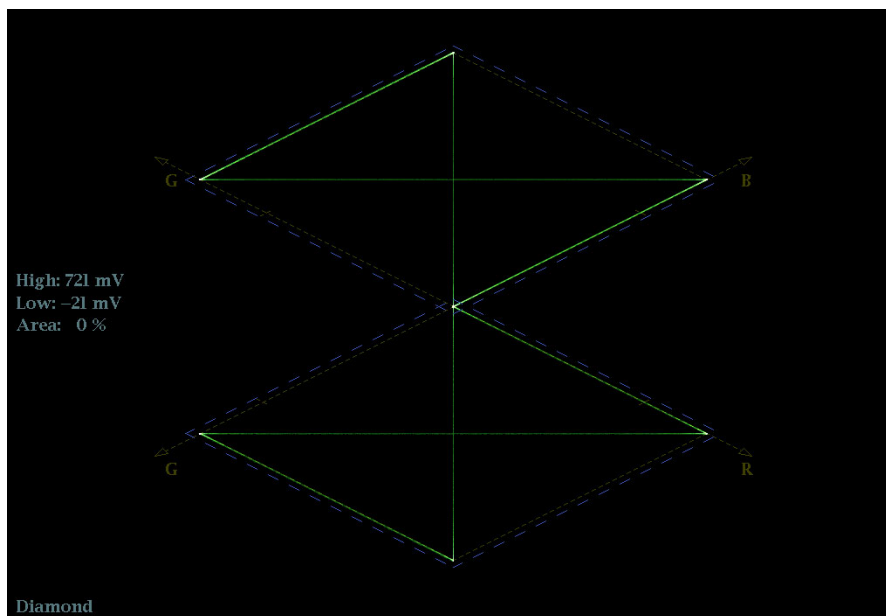 G
B
High: 721 mV
Low: −21 mV
Area: 0 %
G
R
Diamond